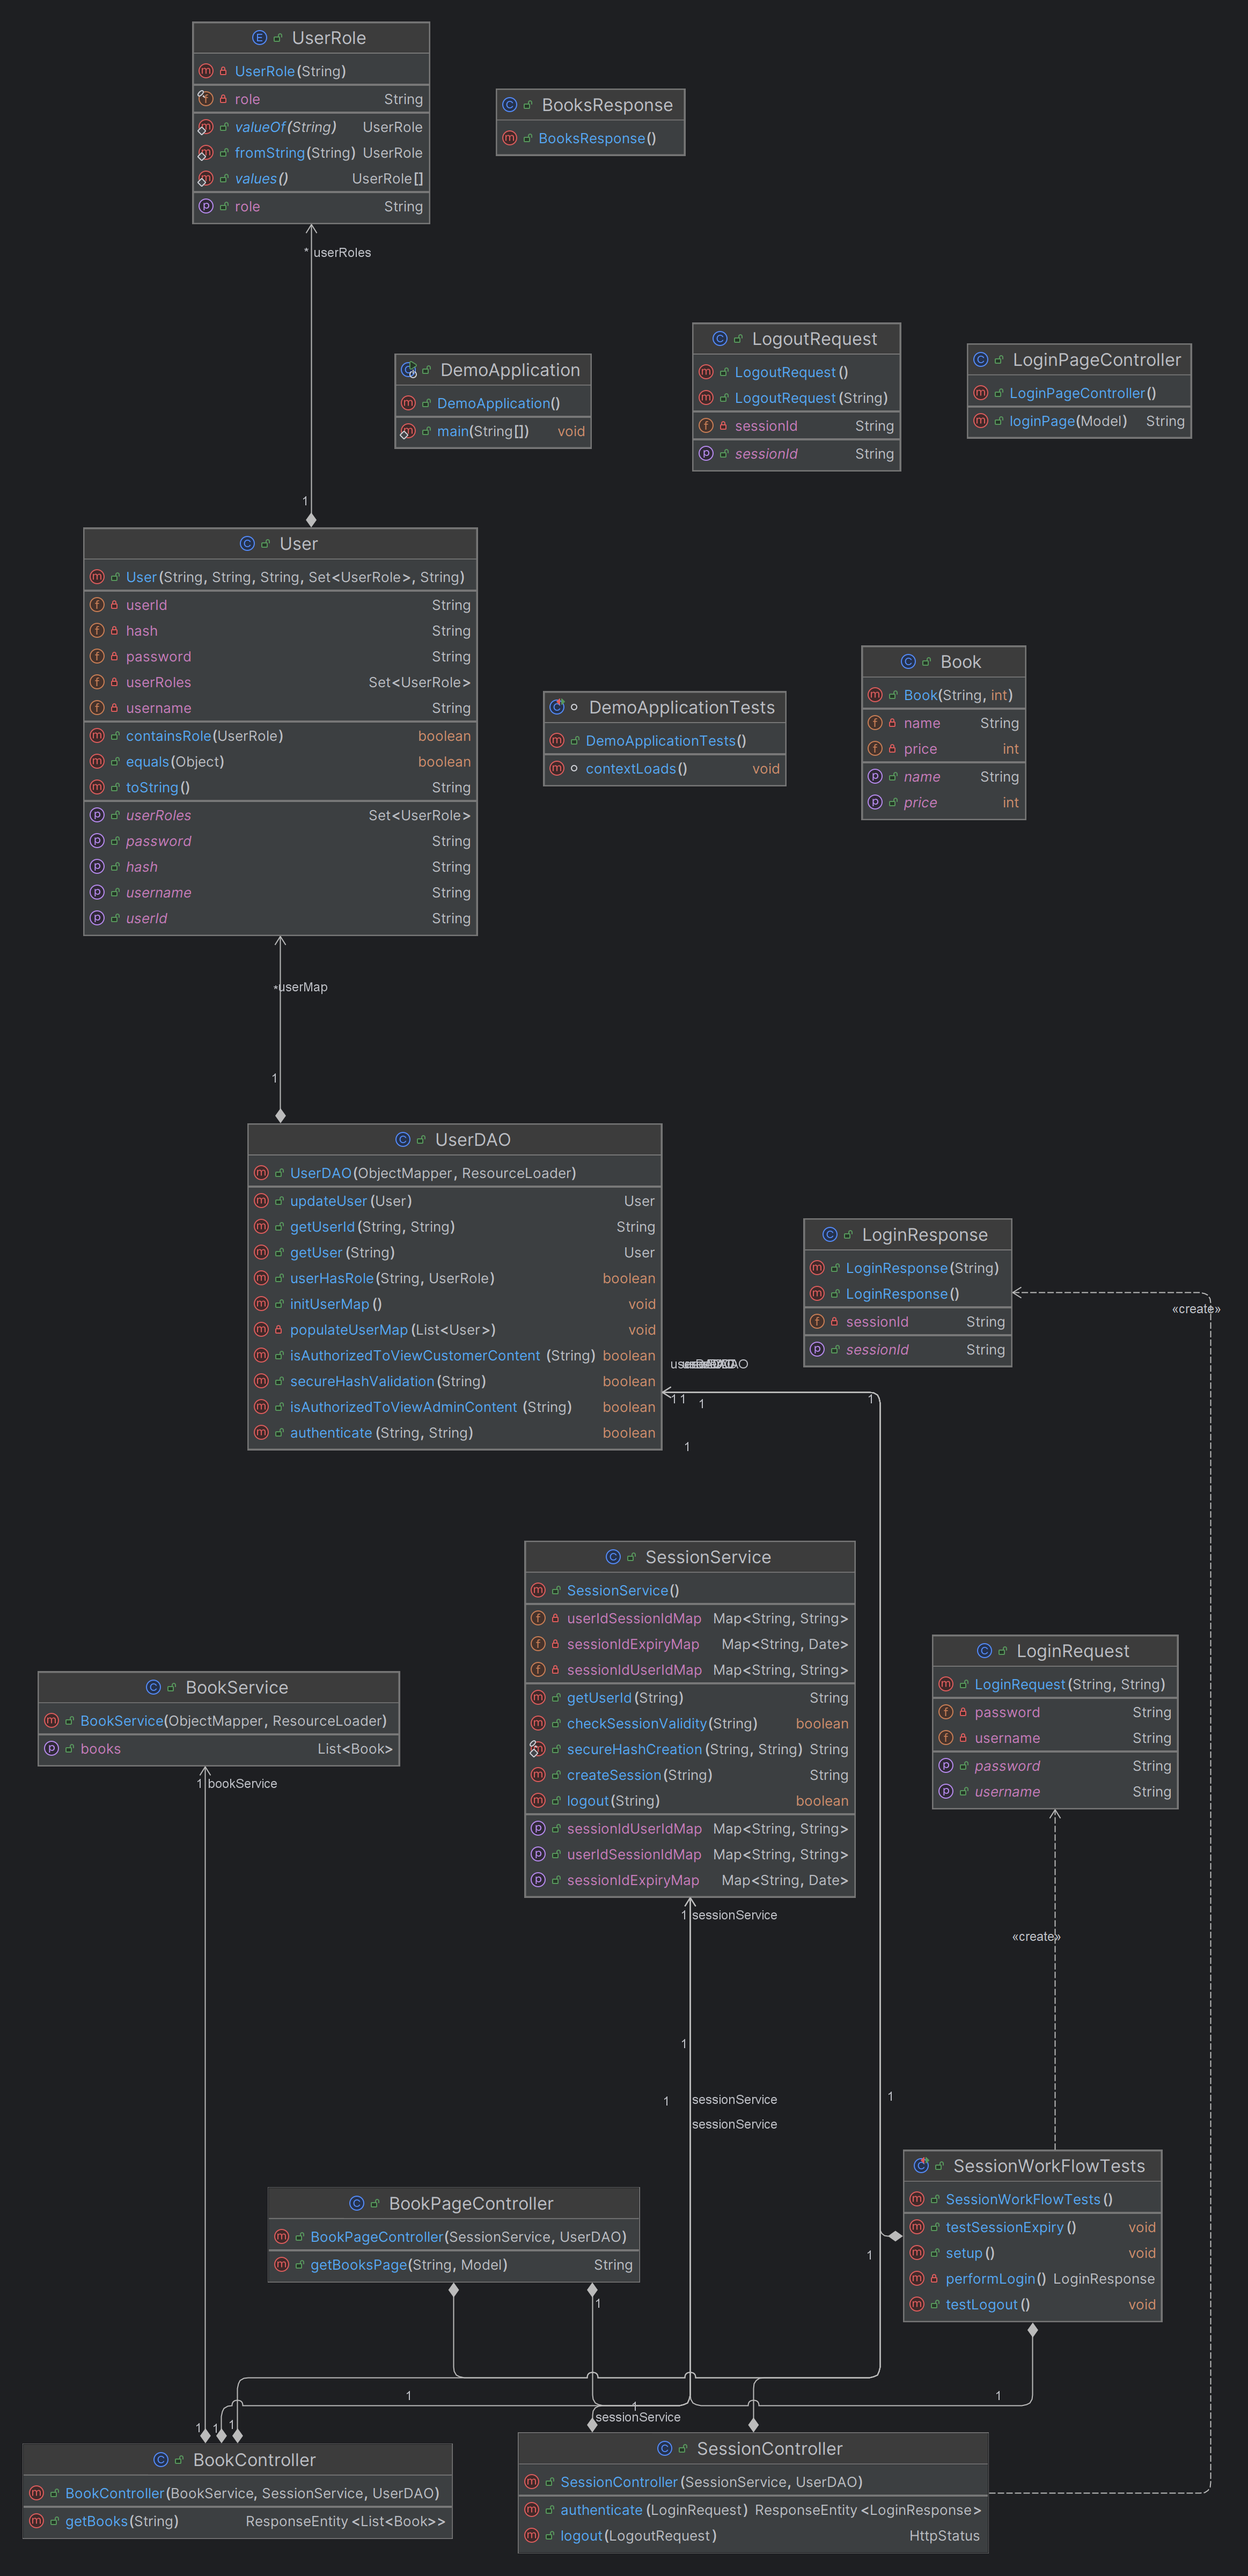 UserRole
UserRole(String)
role String
valueOf(String) UserRole
fromString(String) UserRole
values() UserRole[]
role String
BooksResponse
BooksResponse()
* userRoles
LogoutRequest
LogoutRequest()
LogoutRequest(String)
sessionId String
sessionId String
LoginPageController
LoginPageController()
loginPage(Model) String
DemoApplication
DemoApplication()
main(String[]) void
1
User
User(String, String, String, Set<UserRole>, String)
userId String
hash String
password String
userRoles Set<UserRole>
username String
containsRole(UserRole) boolean
equals(Object) boolean
toString() String
userRoles Set<UserRole>
password String
hash String
username String
userId String
Book
Book(String, int)
name String
price int
name String
price int
DemoApplicationTests
DemoApplicationTests()
contextLoads() void
*userMap
1
UserDAO
UserDAO(ObjectMapper, ResourceLoader)
updateUser(User) User
getUserId(String, String) String
getUser(String) User
userHasRole(String, UserRole) boolean
initUserMap() void
populateUserMap(List<User>) void
isAuthorizedToViewCustomerContent (String) boolean
secureHashValidation(String) boolean
isAuthorizedToViewAdminContent (String) boolean
authenticate(String, String) boolean
LoginResponse
LoginResponse(String)
LoginResponse()
sessionId String
sessionId String
«create»
1 1 1 1
1
SessionService
SessionService()
userIdSessionIdMap Map<String, String>
sessionIdExpiryMap Map<String, Date>
sessionIdUserIdMap Map<String, String>
getUserId(String) String
checkSessionValidity(String) boolean
secureHashCreation(String, String) String
createSession(String) String
logout(String) boolean
sessionIdUserIdMap Map<String, String>
userIdSessionIdMap Map<String, String>
sessionIdExpiryMap Map<String, Date>
LoginRequest
LoginRequest(String, String)
password String
username String
password String
username String
BookService
BookService(ObjectMapper, ResourceLoader)
books List<Book>
1 bookService
1 sessionService
«create»
1
1 sessionService
1
sessionService
SessionWorkFlowTests
SessionWorkFlowTests()
testSessionExpiry() void
setup() void
performLogin() LoginResponse
testLogout() void
BookPageController
BookPageController(SessionService, UserDAO)
getBooksPage(String, Model) String
1
1
1
1
1
sessionService
1 1 1
BookController
BookController(BookService, SessionService, UserDAO)
getBooks(String) ResponseEntity<List<Book>>
SessionController
SessionController(SessionService, UserDAO)
authenticate(LoginRequest) ResponseEntity<LoginResponse>
logout(LogoutRequest) HttpStatus